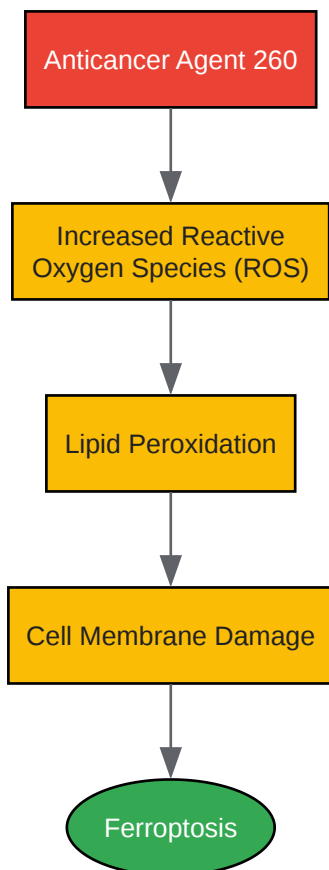 Anticancer Agent 260
Increased Reactive
Oxygen Species (ROS)
Lipid Peroxidation
Cell Membrane Damage
Ferroptosis